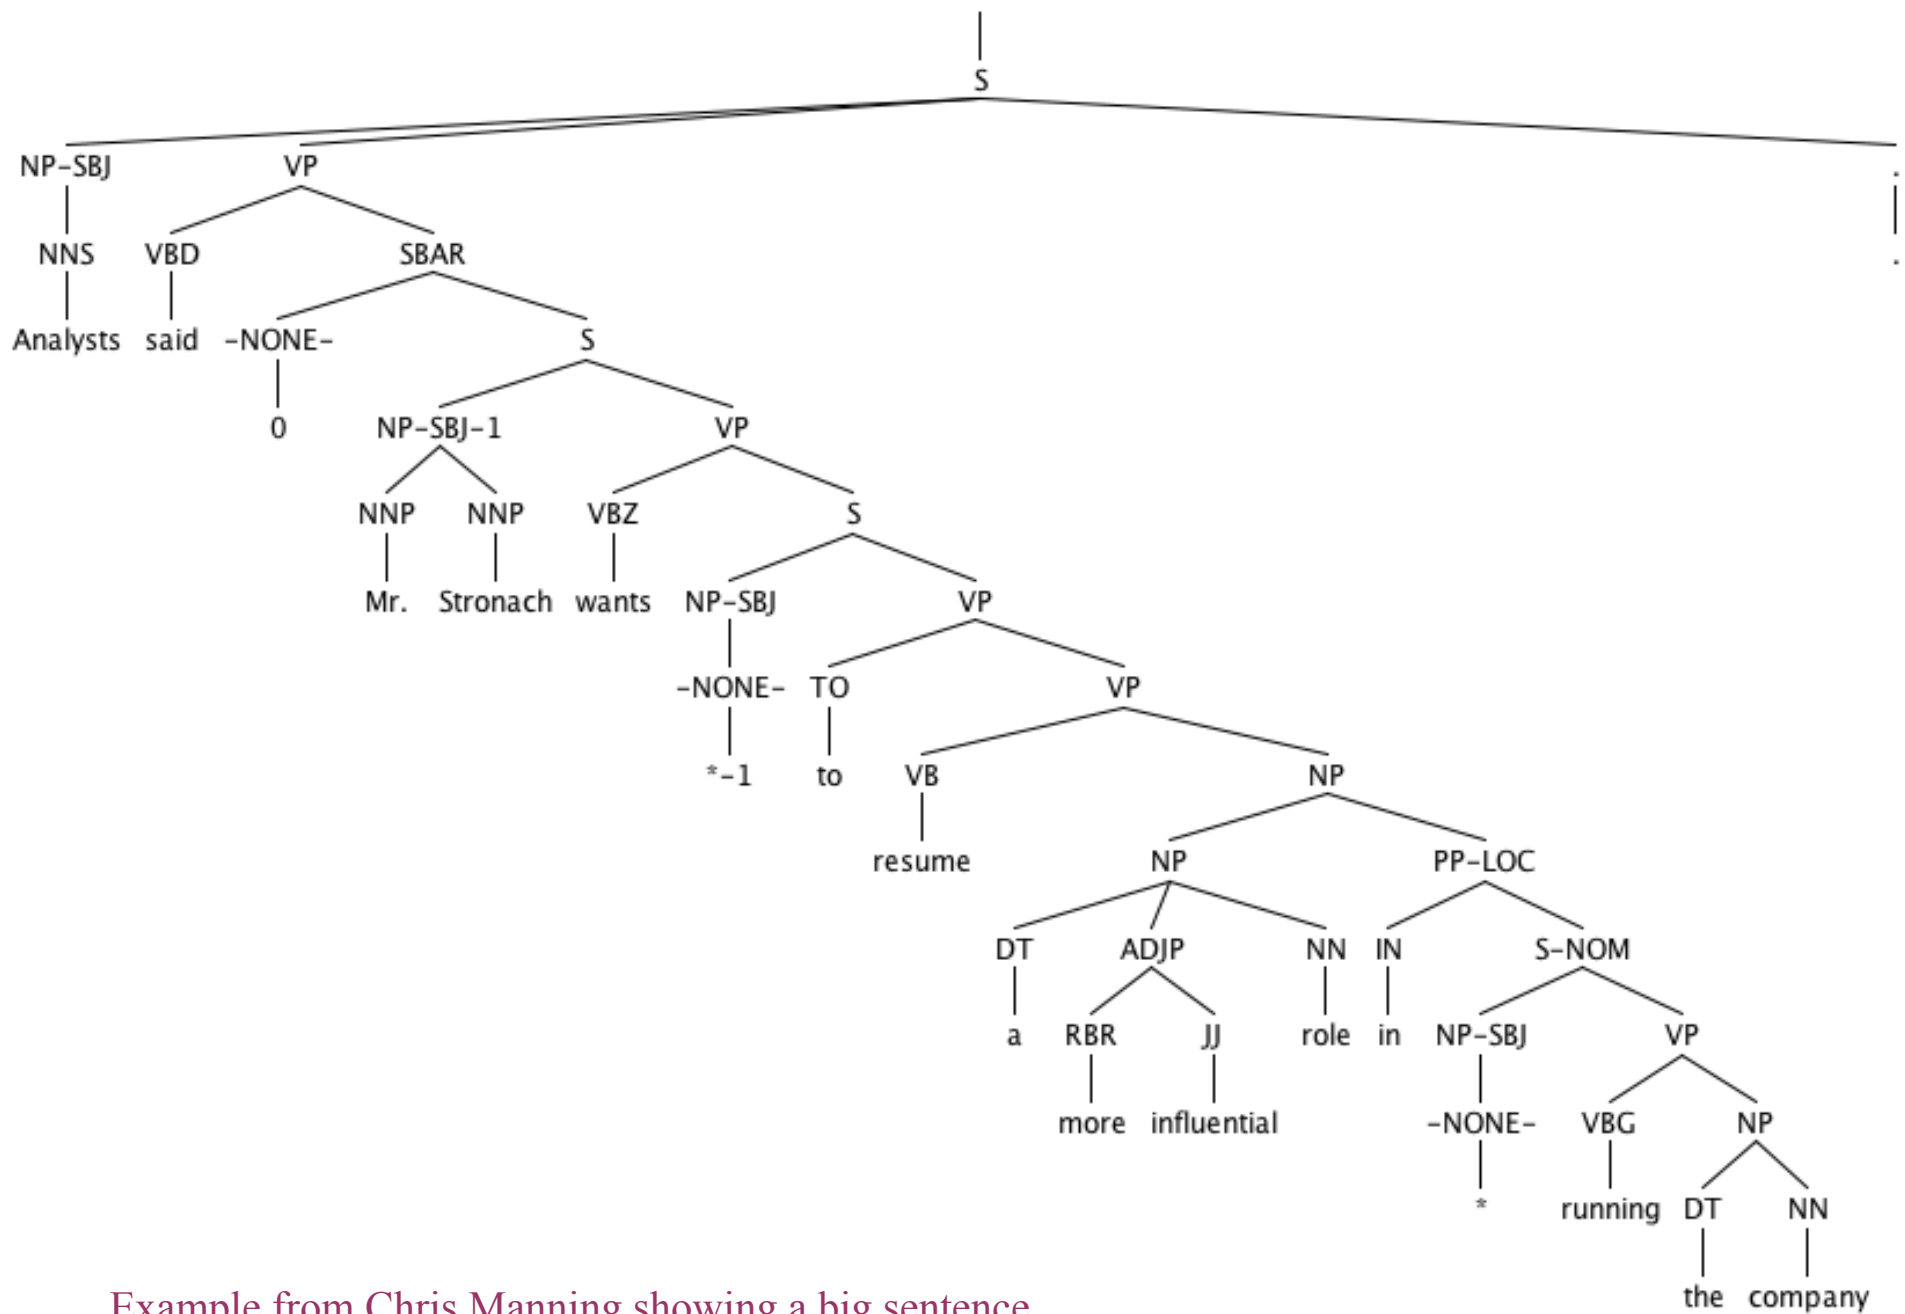 S
NP-SBJ VP .
NNS VBD SBAR .
Analysts said -NONE- S
0 NP-SBJ-1 VP
NNP NNP VBZ S
Mr. Stronach wants NP-SBJ VP
-NONE- TO VP
*-1 to VB NP
resume NP PP-LOC
DT ADJP NN IN S-NOM
a RBR JJ role in NP-SBJ VP
more influential -NONE- VBG NP
* running DT NN
the company
Example from Chris Manning showing a big sentence